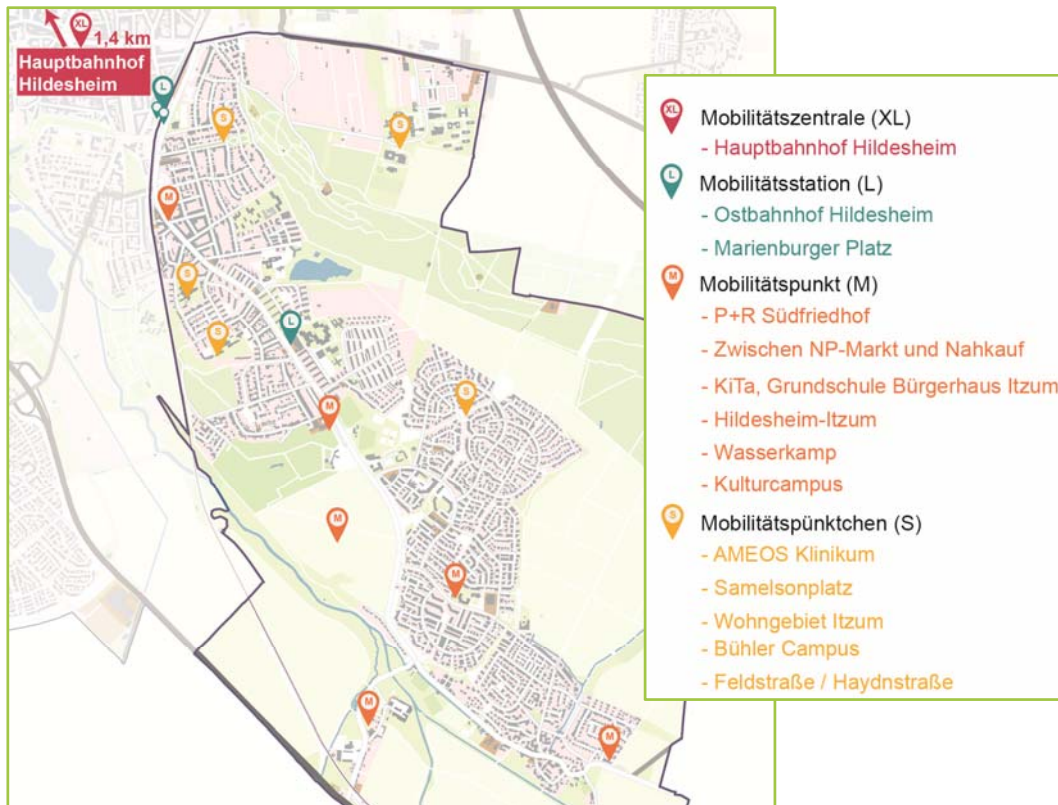 XL
1,4 km
Hauptbahnhof
Hildesheim
L
S
S
M
S
S
L
M
S
M
M
M
M
XL Mobilitätszentrale (XL)
- Hauptbahnhof Hildesheim
L Mobilitätsstation (L)
- Ostbahnhof Hildesheim
- Marienburger Platz
M Mobilitätspunkt (M)
- P+R Südfriedhof
- Zwischen NP-Markt und Nahkauf
- KiTa, Grundschule Bürgerhaus Itzum
- Hildesheim-Itzum
- Wasserkamp
- Kulturcampus
S Mobilitätspünktchen (S)
- AMEOS Klinikum
- Samelsonplatz
- Wohngebiet Itzum
- Bühler Campus
- Feldstraße / Haydnstraße